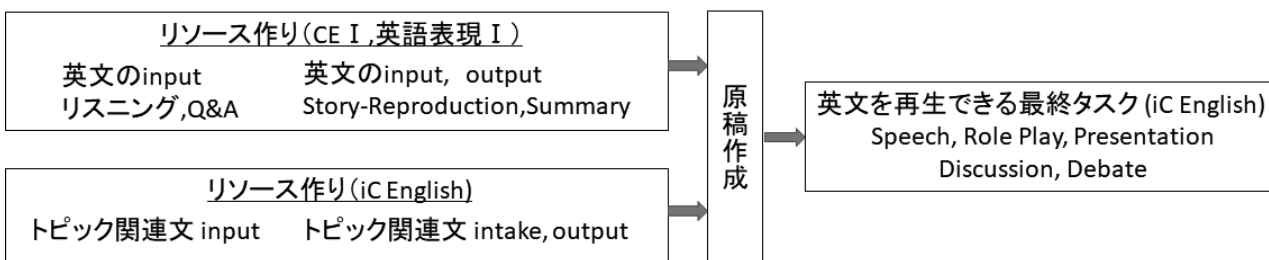 リソース作り(CE Ⅰ,英語表現Ⅰ)
英文のinput 英文のinput, output
リスニング,Q&A Story-Reproduction,Summary
リソース作り(iC English)
トピック関連文 input トピック関連文 intake, output
原稿作成
英文を再生できる最終タスク (iC English)
Speech, Role Play, Presentation
Discussion, Debate